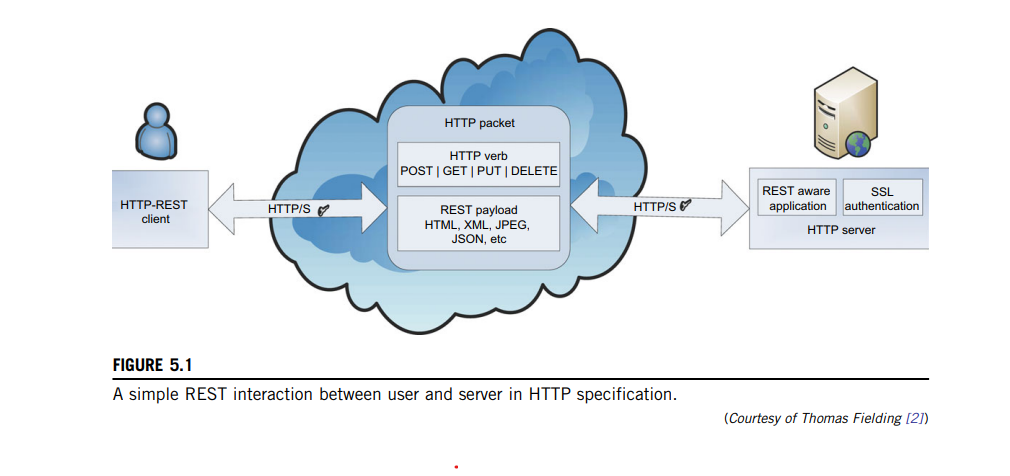 HTTP packet
HTTP verb
POST | GET | PUT | DELETE
REST payload
HTML, XML, JPEG,
JSON, etc
HTTP-REST
client
HTTP/S
HTTP/S
REST aware
application
SSL
authentication
HTTP server
FIGURE 5.1
A simple REST interaction between user and server in HTTP specification.
(Courtesy of Thomas Fielding [2])